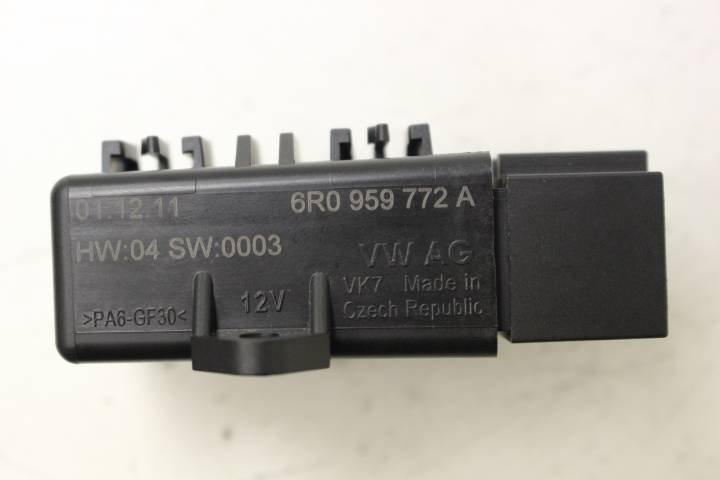 01.12.11
6R0 959 772 A
HW:04 SW:0003
VW AG
VK7 Made in
Czech Republic
12V
>PA6-GF30<